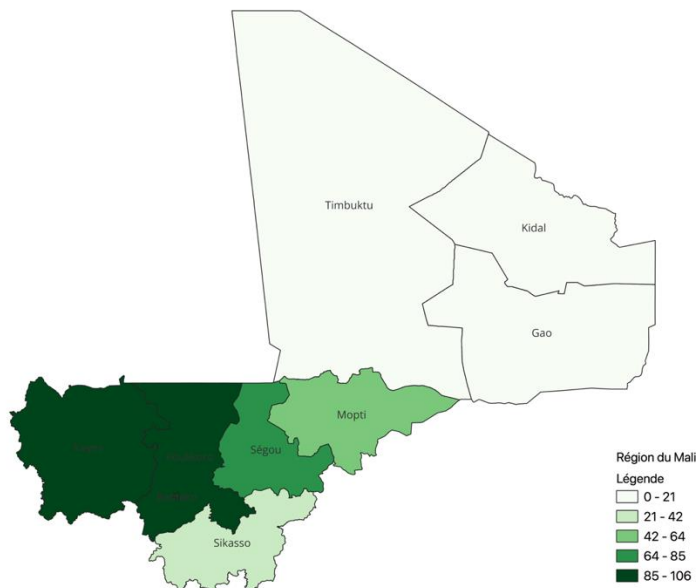 Timbuktu
Kidal
Gao
Mopti
Ségou
Sikasso
Région du Mali
Légende
0 - 21
21 - 42
42 - 64
64 - 85
85 - 106